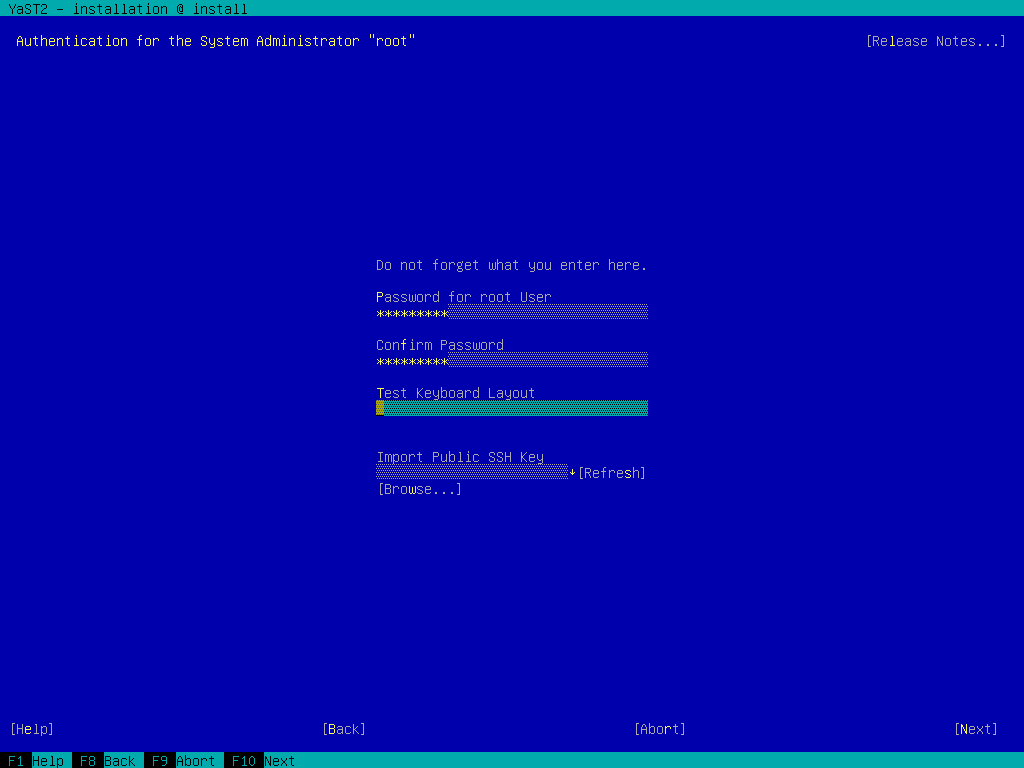 YaST2 - installation @ install
Authentication for the System Administrator "root" [Release Notes...]
Do not forget what you enter here.
Password for root User
*********
Confirm Password
*********
Test Keyboard Layout
Import Public SSH Key
↓[Refresh]
[Browse...]
[Help] [Back] [Abort] [Next]
F1 Help F8 Back F9 Abort F10 Next